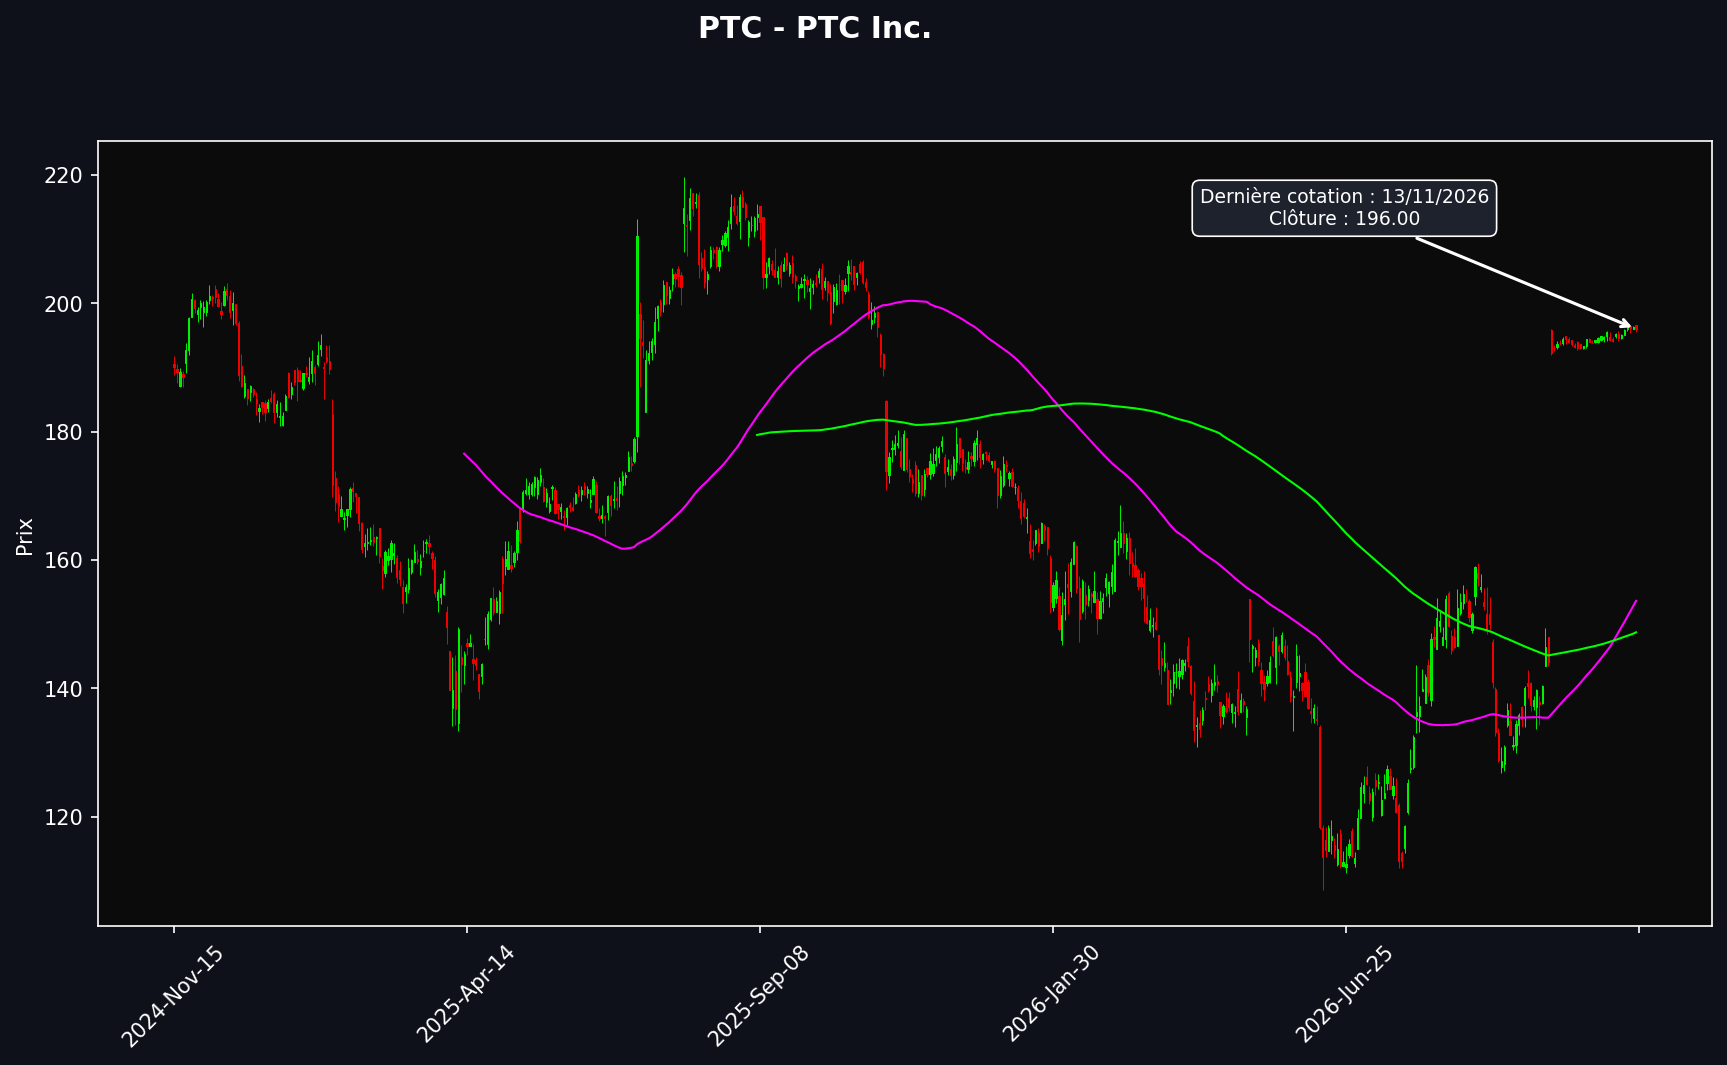 PTC - PTC Inc.
Dernière cotation : 13/11/2026
Clôture : 196.00
Prix
220
200
180
160
140
120
2024-Nov-15
2025-Apr-14
2025-Sep-08
2026-Jan-30
2026-Jun-25